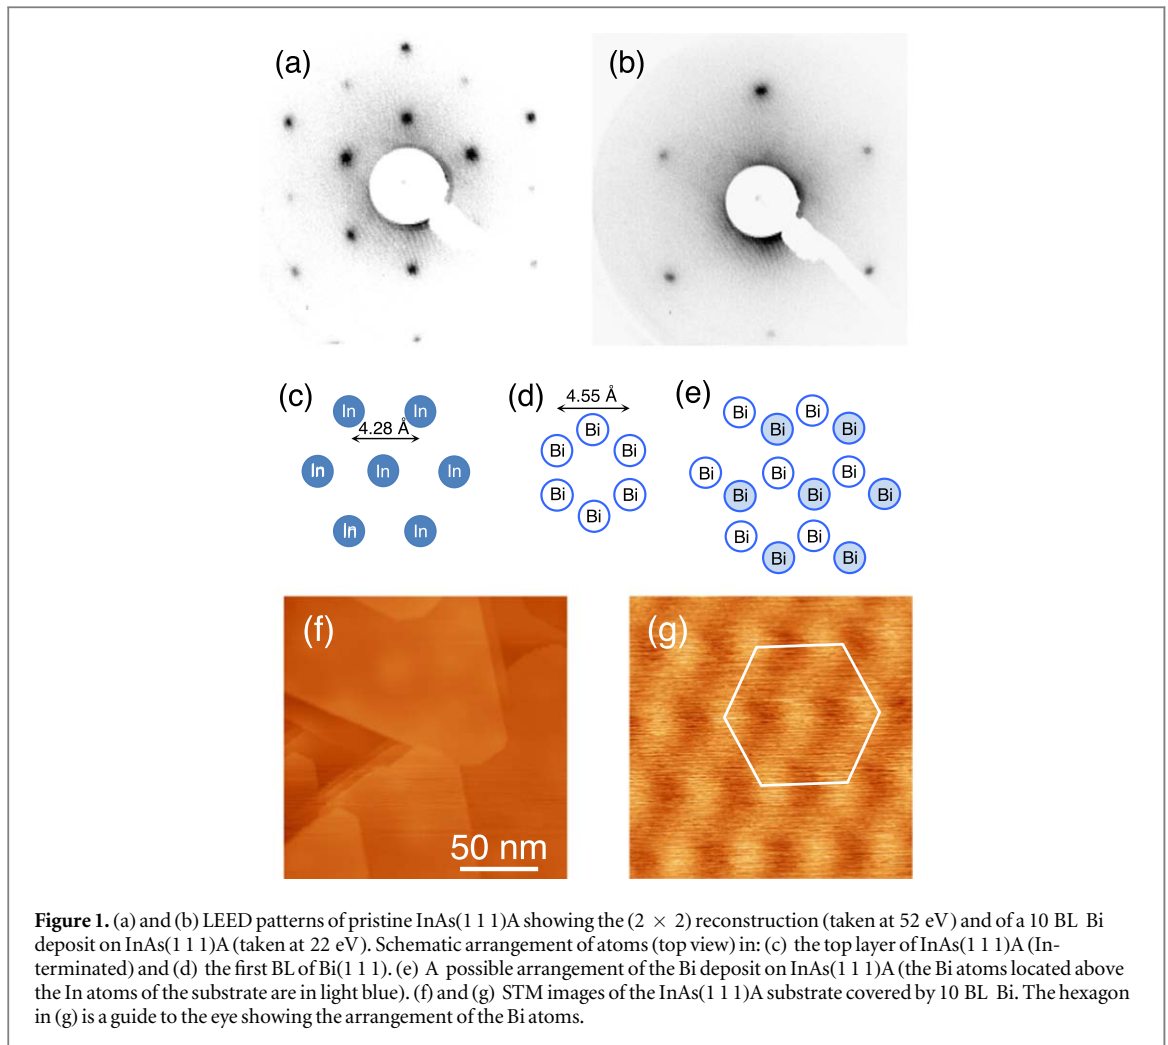 (a)
(b)
(c)
In In
4.28 Å
In In In
In In
(d)
4.55 Å
Bi
Bi Bi
Bi Bi
Bi
(e)
Bi Bi
Bi Bi
Bi Bi Bi
Bi Bi Bi
Bi Bi
Bi Bi
(f)
50 nm
(g)
Figure 1. (a) and (b) LEED patterns of pristine InAs(1 1 1)A showing the (2 × 2) reconstruction (taken at 52 eV) and of a 10 BL Bi
deposit on InAs(1 1 1)A (taken at 22 eV). Schematic arrangement of atoms (top view) in: (c) the top layer of InAs(1 1 1)A (In-
terminated) and (d) the first BL of Bi(1 1 1). (e) A possible arrangement of the Bi deposit on InAs(1 1 1)A (the Bi atoms located above
the In atoms of the substrate are in light blue). (f) and (g) STM images of the InAs(1 1 1)A substrate covered by 10 BL Bi. The hexagon
in (g) is a guide to the eye showing the arrangement of the Bi atoms.